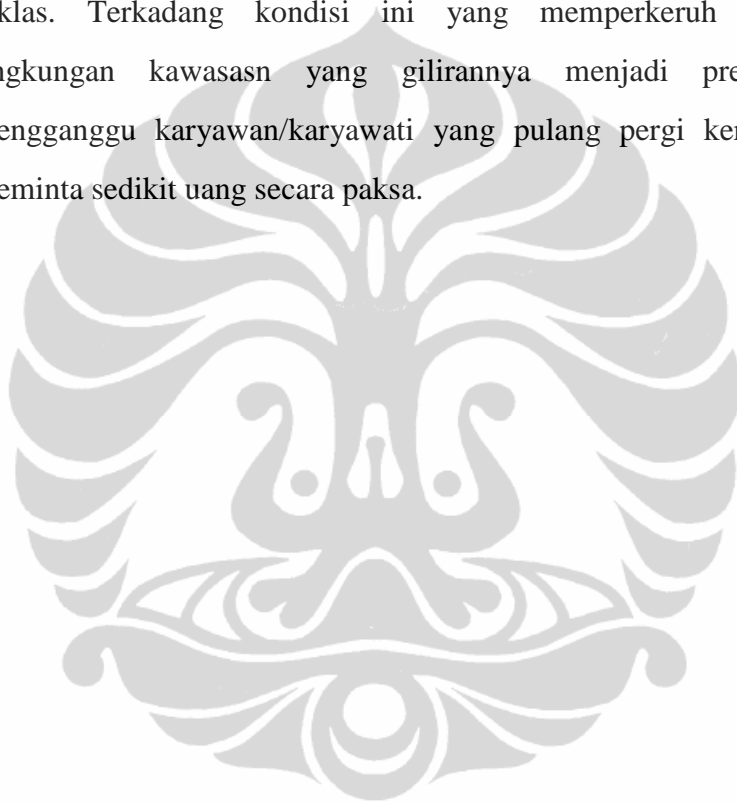 klas. Terkadang kondisi ini yang memperkeruh
ngkungan kawasasn yang gilirannya menjadi pre
engganggu karyawan/karyawati yang pulang pergi ker
eminta sedikit uang secara paksa.